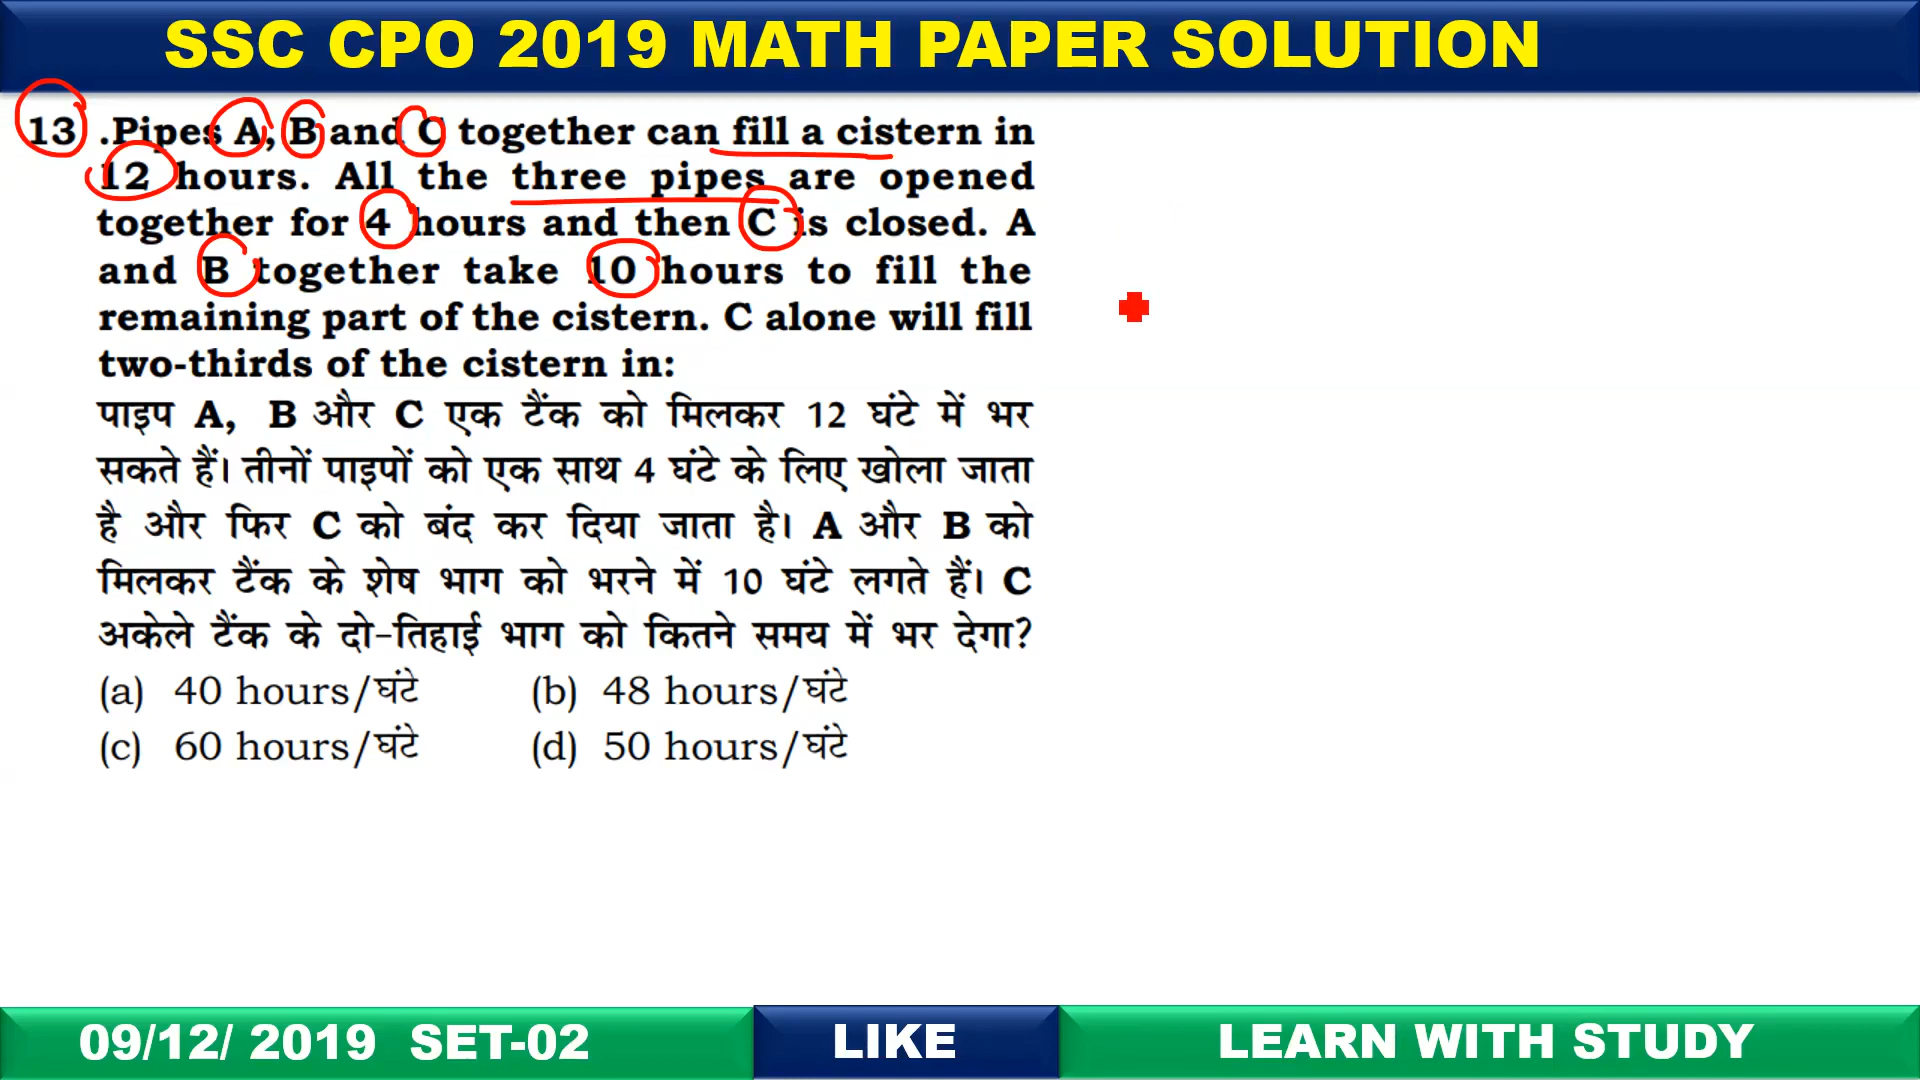 SSC CPO 2019 MATH PAPER SOLUTION
13 .Pipes A, B and C together can fill a cistern in
12 hours. All the three pipes are opened
together for 4 hours and then C is closed. A
and B together take 10 hours to fill the
remaining part of the cistern. C alone will fill
two-thirds of the cistern in:
पाइप A, B और C एक टैंक को मिलकर 12 घंटे में भर
सकते हैं। तीनों पाइपों को एक साथ 4 घंटे के लिए खोला जाता
है और फिर C को बंद कर दिया जाता है। A और B को
मिलकर टैंक के शेष भाग को भरने में 10 घंटे लगते हैं। C
अकेले टैंक के दो-तिहाई भाग को कितने समय में भर देगा?
(a) 40 hours/घंटे (b) 48 hours/घंटे
(c) 60 hours/घंटे (d) 50 hours/घंटे
09/12/ 2019 SET-02 LIKE LEARN WITH STUDY